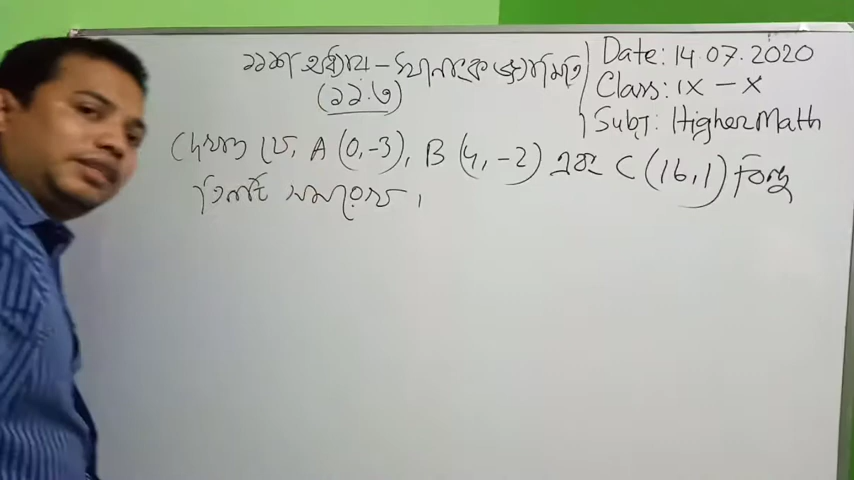 ১১শ অধ্যায় – স্থানাঙ্ক জ্যামিতি
(১১.৩)
Date: 14.07.2020
Class: IX – X
Subj: Higher Math
দেখাও যে, A (0,-3), B (4, -2) এবং C (16,1) বিন্দু
তিনটি সমরেখ ।